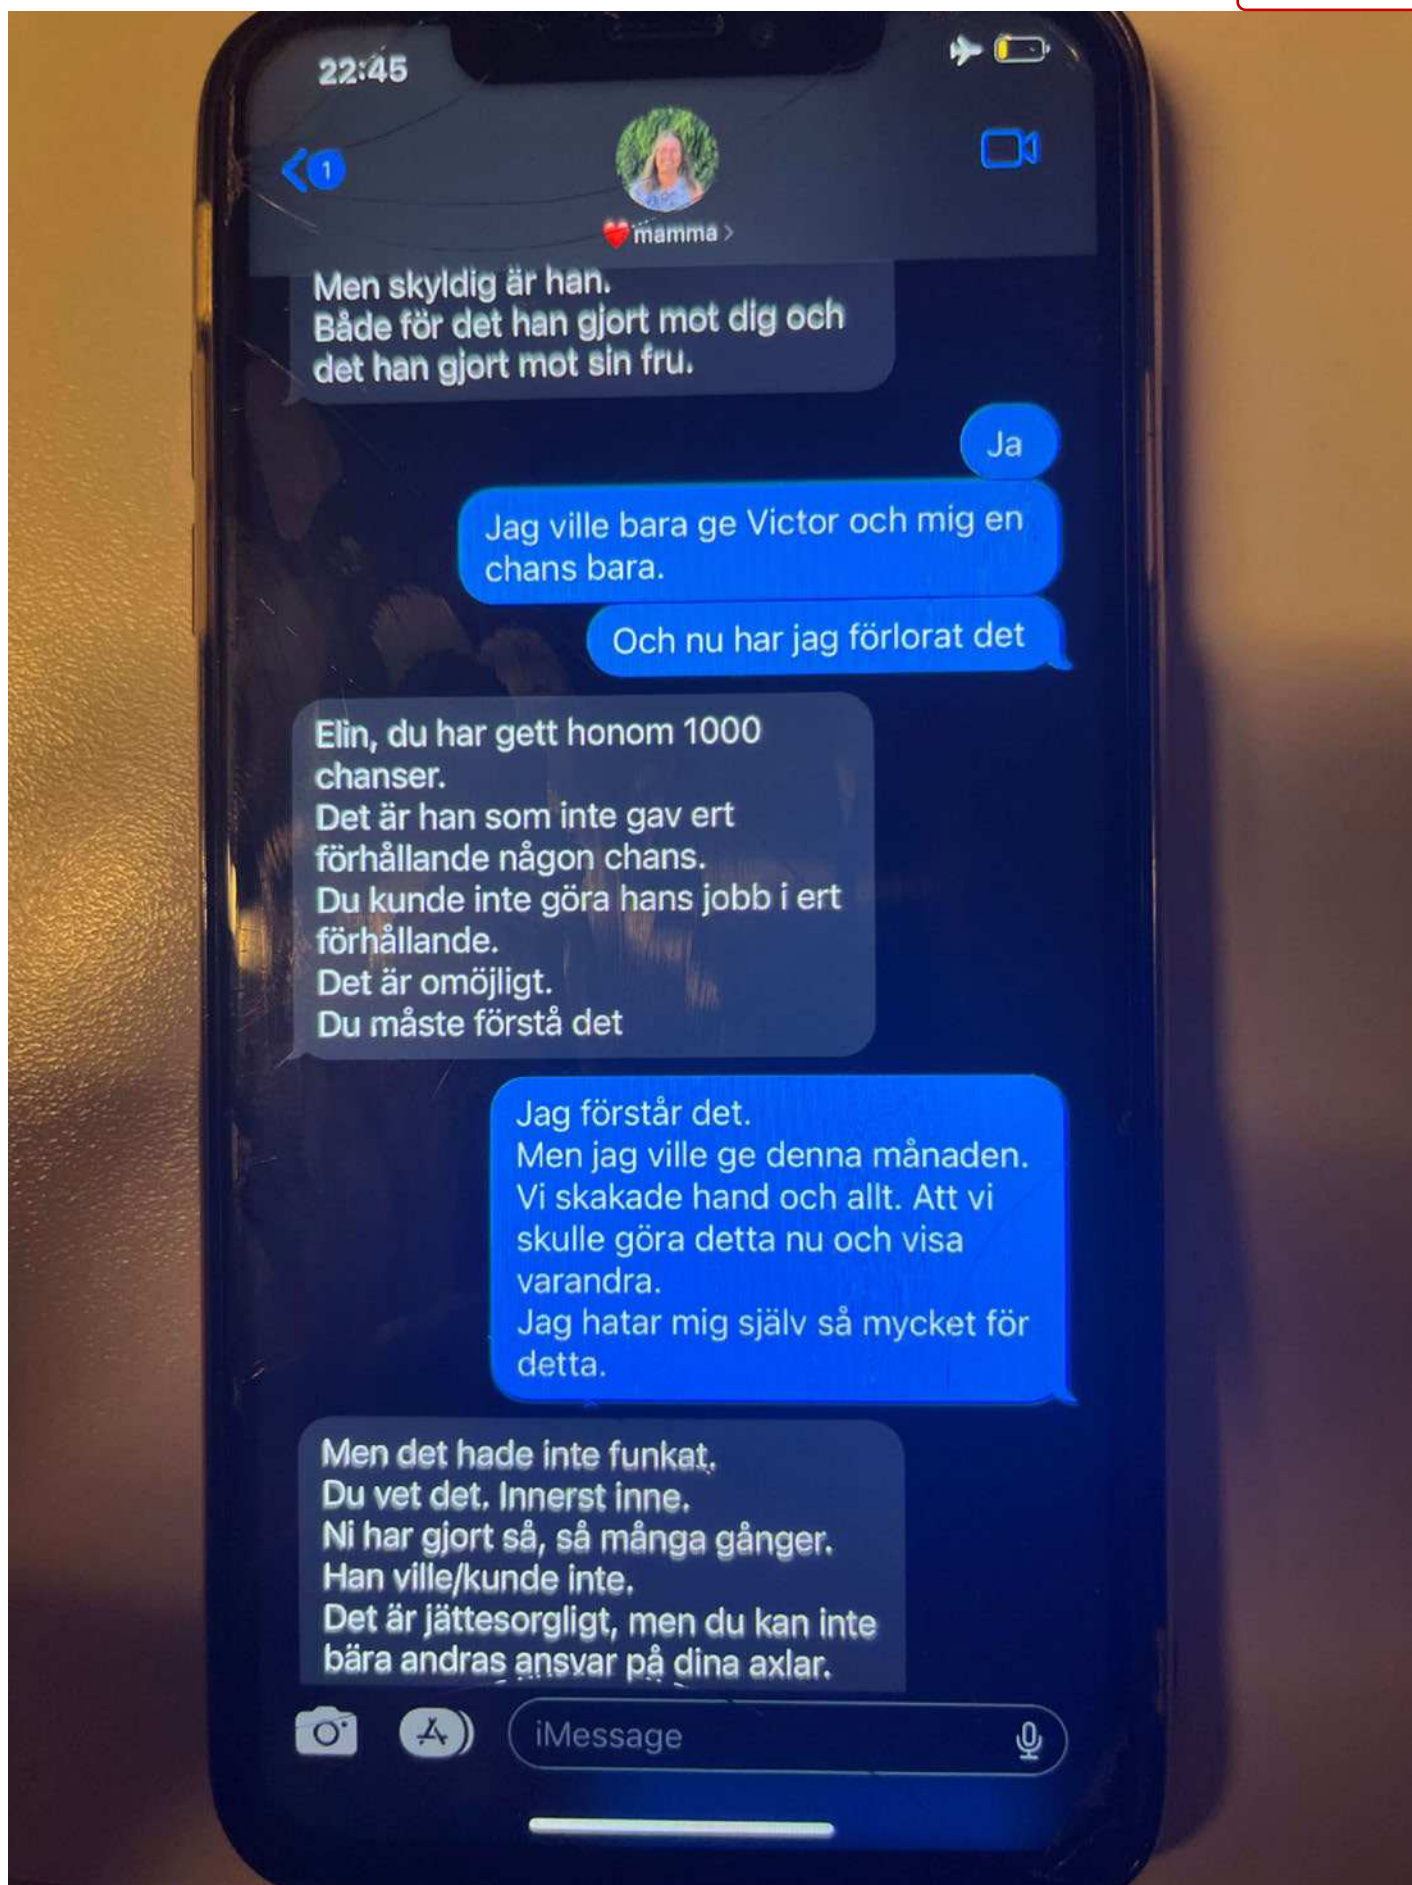 22:45
1
mamma >
Men skyldig är han.
Både för det han gjort mot dig och
det han gjort mot sin fru.
Ja
Jag ville bara ge Victor och mig en
chans bara.
Och nu har jag förlorat det
Elin, du har gett honom 1000
chanser.
Det är han som inte gav ert
förhållande någon chans.
Du kunde inte göra hans jobb i ert
förhållande.
Det är omöjligt.
Du måste förstå det
Jag förstår det.
Men jag ville ge denna månaden.
Vi skakade hand och allt. Att vi
skulle göra detta nu och visa
varandra.
Jag hatar mig själv så mycket för
detta.
Men det hade inte funkat.
Du vet det. Innerst inne.
Ni har gjort så, så många gånger.
Han ville/kunde inte.
Det är jättesorgligt, men du kan inte
bära andras ansvar på dina axlar.
iMessage